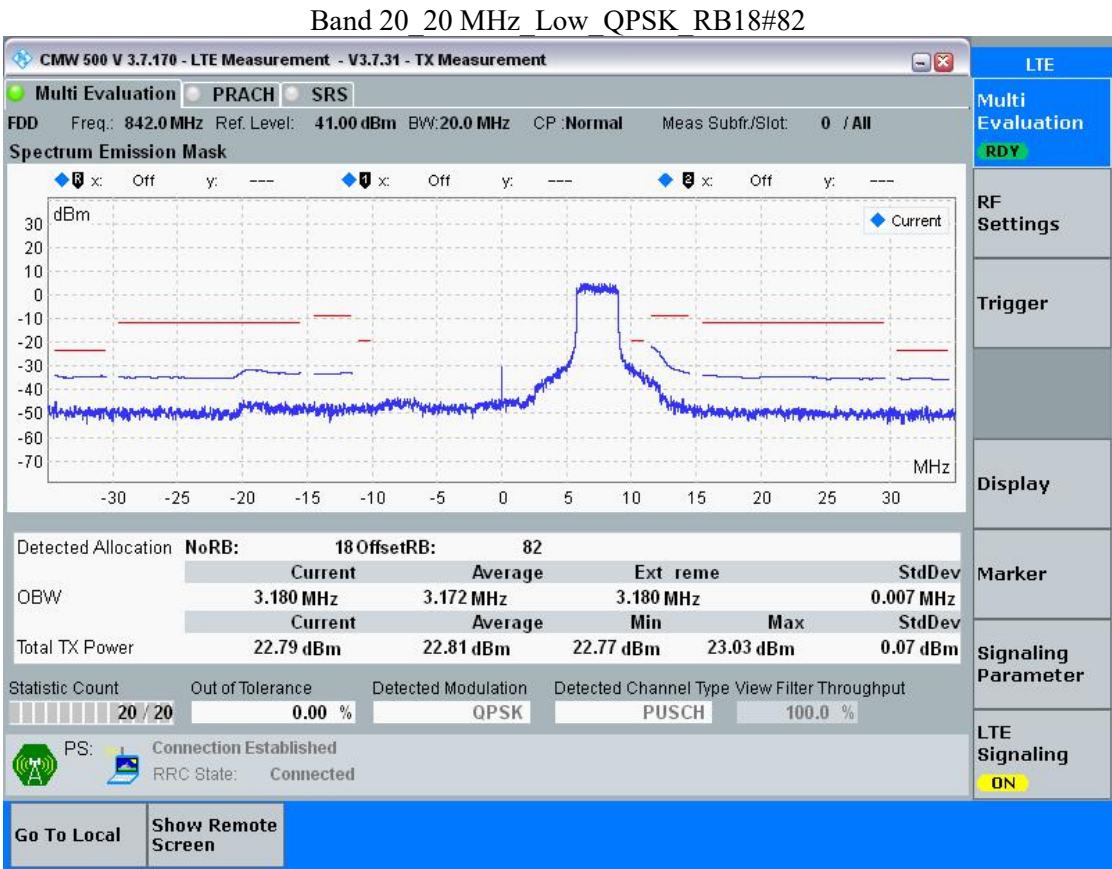 Band 20_20 MHz_Low_QPSK_RB18#82
CMW 500 V 3.7.170 - LTE Measurement - V3.7.31 - TX Measurement
LTE
Multi Evaluation PRACH SRS
Multi Evaluation
RDY
FDD Freq.: 842.0 MHz Ref. Level: 41.00 dBm BW:20.0 MHz CP :Normal Meas Subfr./Slot: 0 / All
Spectrum Emission Mask
R x: Off y: --- 1 x: Off y: --- 2 x: Off y: ---
RF Settings
dBm
Current
30
20
10
0
-10
-20
-30
-40
-50
-60
-70
MHz
-30 -25 -20 -15 -10 -5 0 5 10 15 20 25 30
Trigger
Display
Detected Allocation NoRB: 18 OffsetRB: 82
Current Average Ext reme StdDev
OBW 3.180 MHz 3.172 MHz 3.180 MHz 0.007 MHz
Current Average Min Max StdDev
Total TX Power 22.79 dBm 22.81 dBm 22.77 dBm 23.03 dBm 0.07 dBm
Marker
Signaling Parameter
Statistic Count Out of Tolerance Detected Modulation Detected Channel Type View Filter Throughput
20 / 20 0.00 % QPSK PUSCH 100.0 %
PS: Connection Established
RRC State: Connected
LTE Signaling
ON
Go To Local
Show Remote Screen